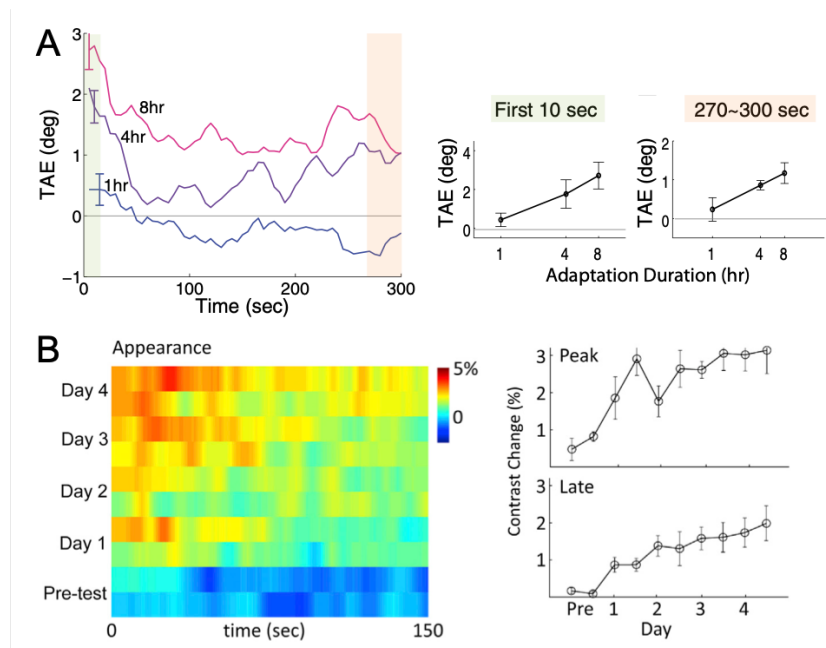 A
TAE (deg)
3
2
1
0
−1
8hr
4hr
1hr
0
100
200
300
Time (sec)
First 10 sec
270~300 sec
TAE (deg)
4
2
0
1
4
8
TAE (deg)
2
1
0
1
4
8
Adaptation Duration (hr)
B
Appearance
Day 4
Day 3
Day 2
Day 1
Pre-test
0
time (sec)
150
5%
0
Contrast Change (%)
Peak
3
2
1
Late
3
2
1
Pre
1
2
3
4
Day